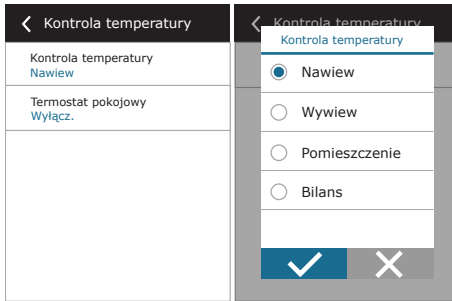 Kontrola temperatury
Kontrola temperatury
Nawiew
Termostat pokojowy
Wyłącz.
Kontrola temperatury
Kontrola temperatury
Nawiew
Wywiew
Pomieszczenie
Bilans